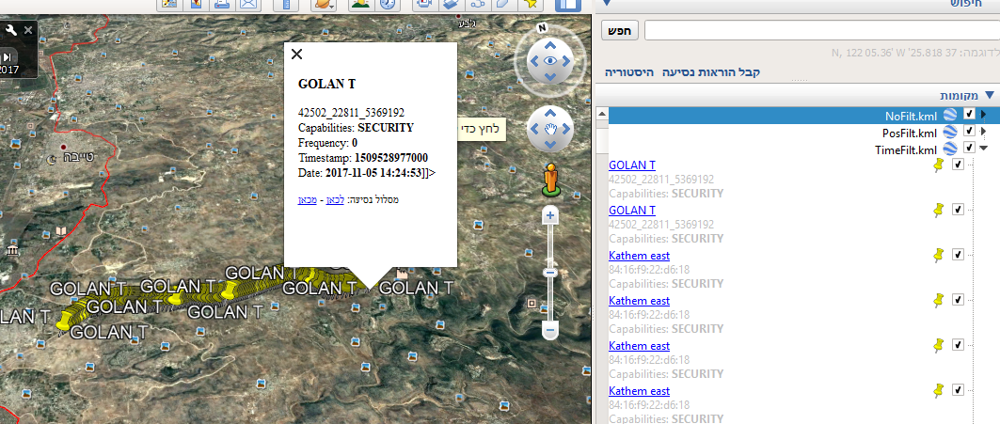 ג'לבע
2017
N
GOLAN T
42502_22811_5369192
Capabilities: SECURITY
Frequency: 0
Timestamp: 1509528977000
Date: 2017-11-05 14:24:53]]>
מסלול נסיעה: לכאן - מכאן
לחץ כדי
טייבה
GOLAN T
GOLAN T
GOLAN T
GOLAN T
GOLAN T
GOLAN T
GOLAN T
GOLAN T
LAN T
GOLAN T
חיפוש
חפש
לדוגמה: 37 25.818' N, 122 05.36' W
קבל הוראות נסיעה היסטוריה
מקומות
NoFilt.kml
PosFilt.kml
TimeFilt.kml
GOLAN T
42502_22811_5369192
Capabilities: SECURITY
GOLAN T
42502_22811_5369192
Capabilities: SECURITY
Kathem east
84:16:f9:22:d6:18
Capabilities: SECURITY
Kathem east
84:16:f9:22:d6:18
Capabilities: SECURITY
Kathem east
84:16:f9:22:d6:18
Capabilities: SECURITY
Kathem east
84:16:f9:22:d6:18
Capabilities: SECURITY